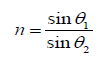 n = sin θ₁ / sin θ₂